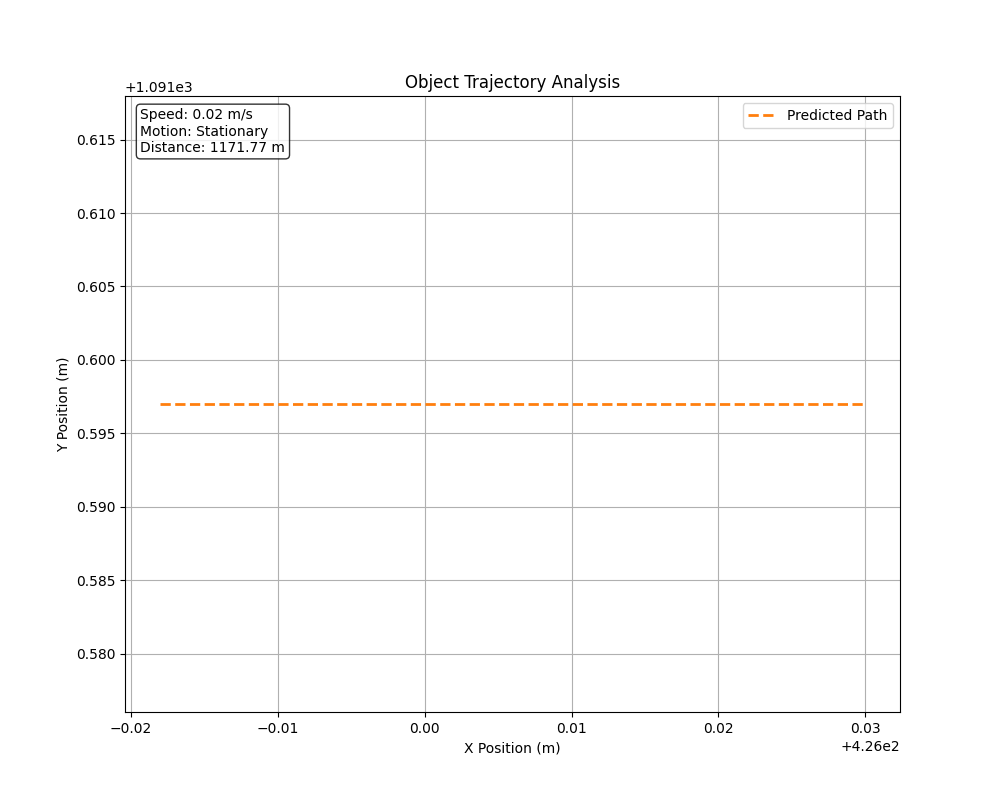 Object Trajectory Analysis
+1.091e3
Speed: 0.02 m/s
Motion: Stationary
Distance: 1171.77 m
Predicted Path
0.615
0.610
0.605
0.600
0.595
0.590
0.585
0.580
Y Position (m)
−0.02
−0.01
0.00
0.01
0.02
0.03
X Position (m)
+4.26e2